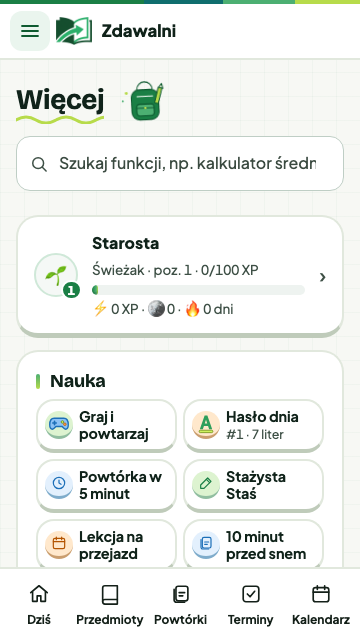 Zdawalni
Więcej
Szukaj funkcji, np. kalkulator średn
Starosta
Świeżak · poz. 1 · 0/100 XP
1
⚡ 0 XP · 🌑 0 · 🔥 0 dni
Nauka
Graj i
powtarzaj
Hasło dnia
#1 · 7 liter
Powtórka w
5 minut
Stażysta
Staś
Lekcja na
przejazd
10 minut
przed snem
Dziś
Przedmioty
Powtórki
Terminy
Kalendarz